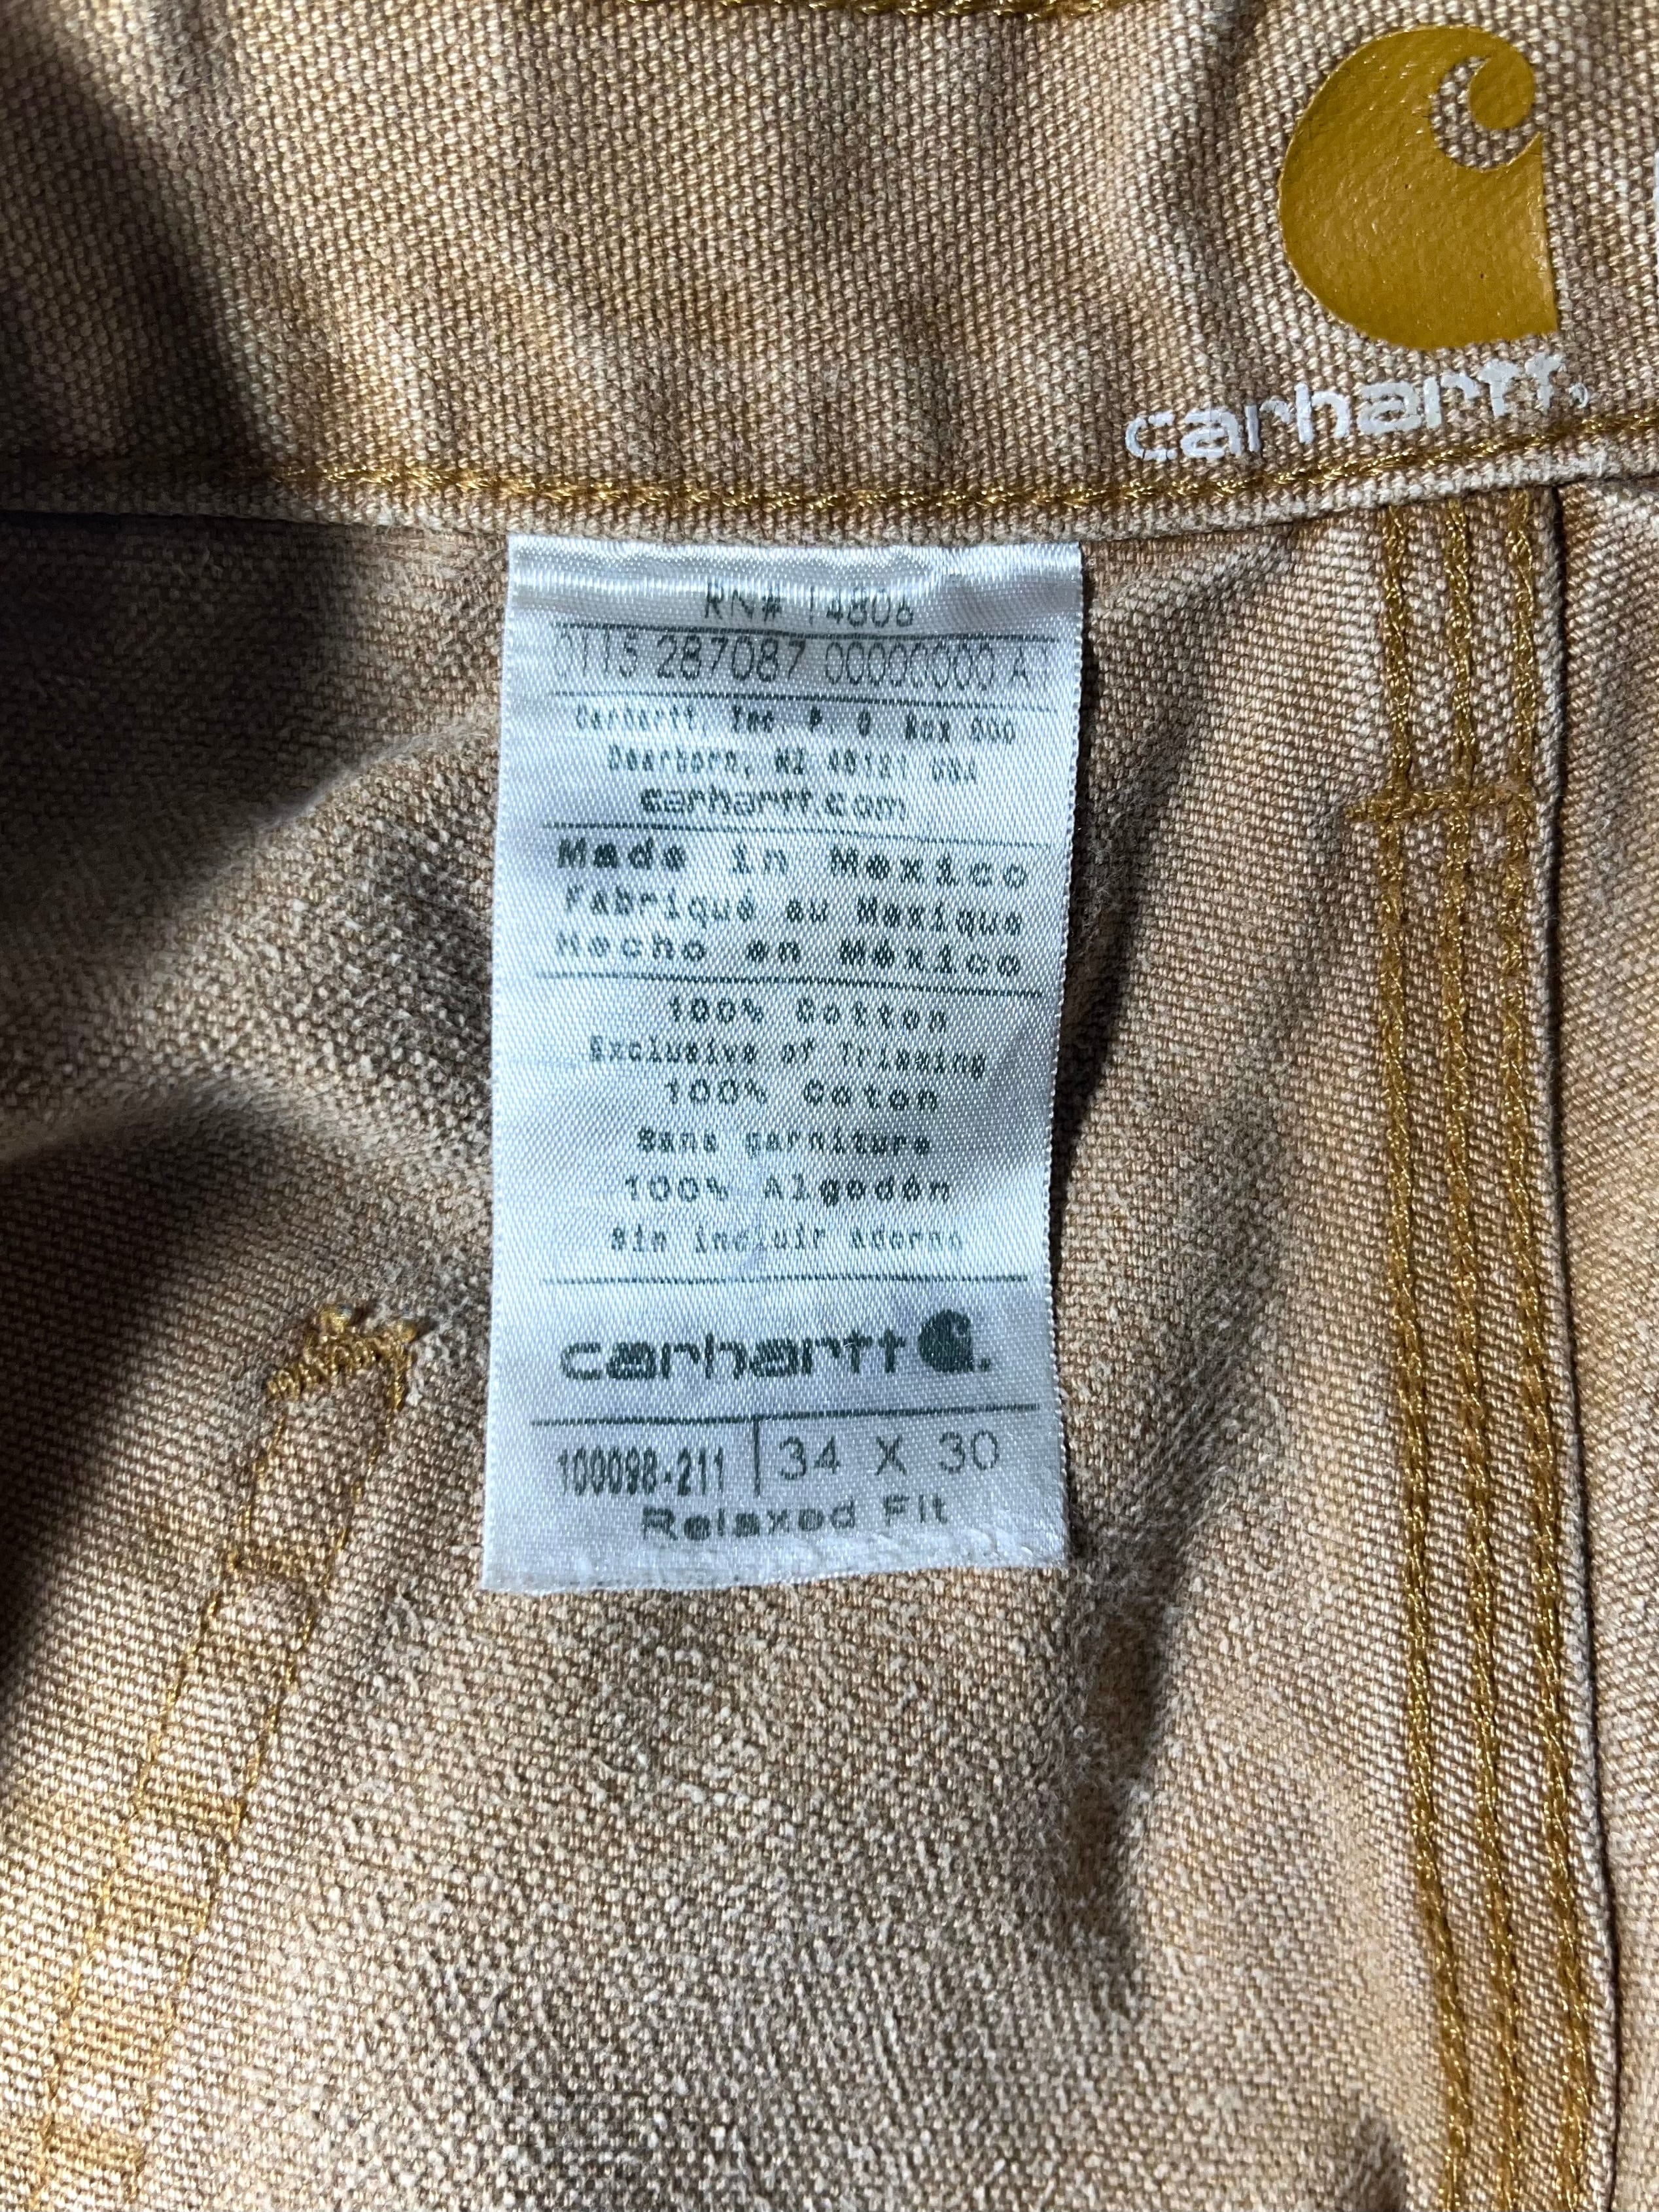 carhartt
RN# 14806
0115 287087 00000000 A
Carhartt, Inc. P. O. Box 600
Dearborn, MI 48121 USA
carhartt.com
Made in Mexico
Fabriqué au Mexique
Hecho en México
100% Cotton
Exclusive of Trimming
100% Coton
Sans garniture
100% Algodón
Sin incluir adorno
carhartt
100098-211 34 X 30
Relaxed Fit